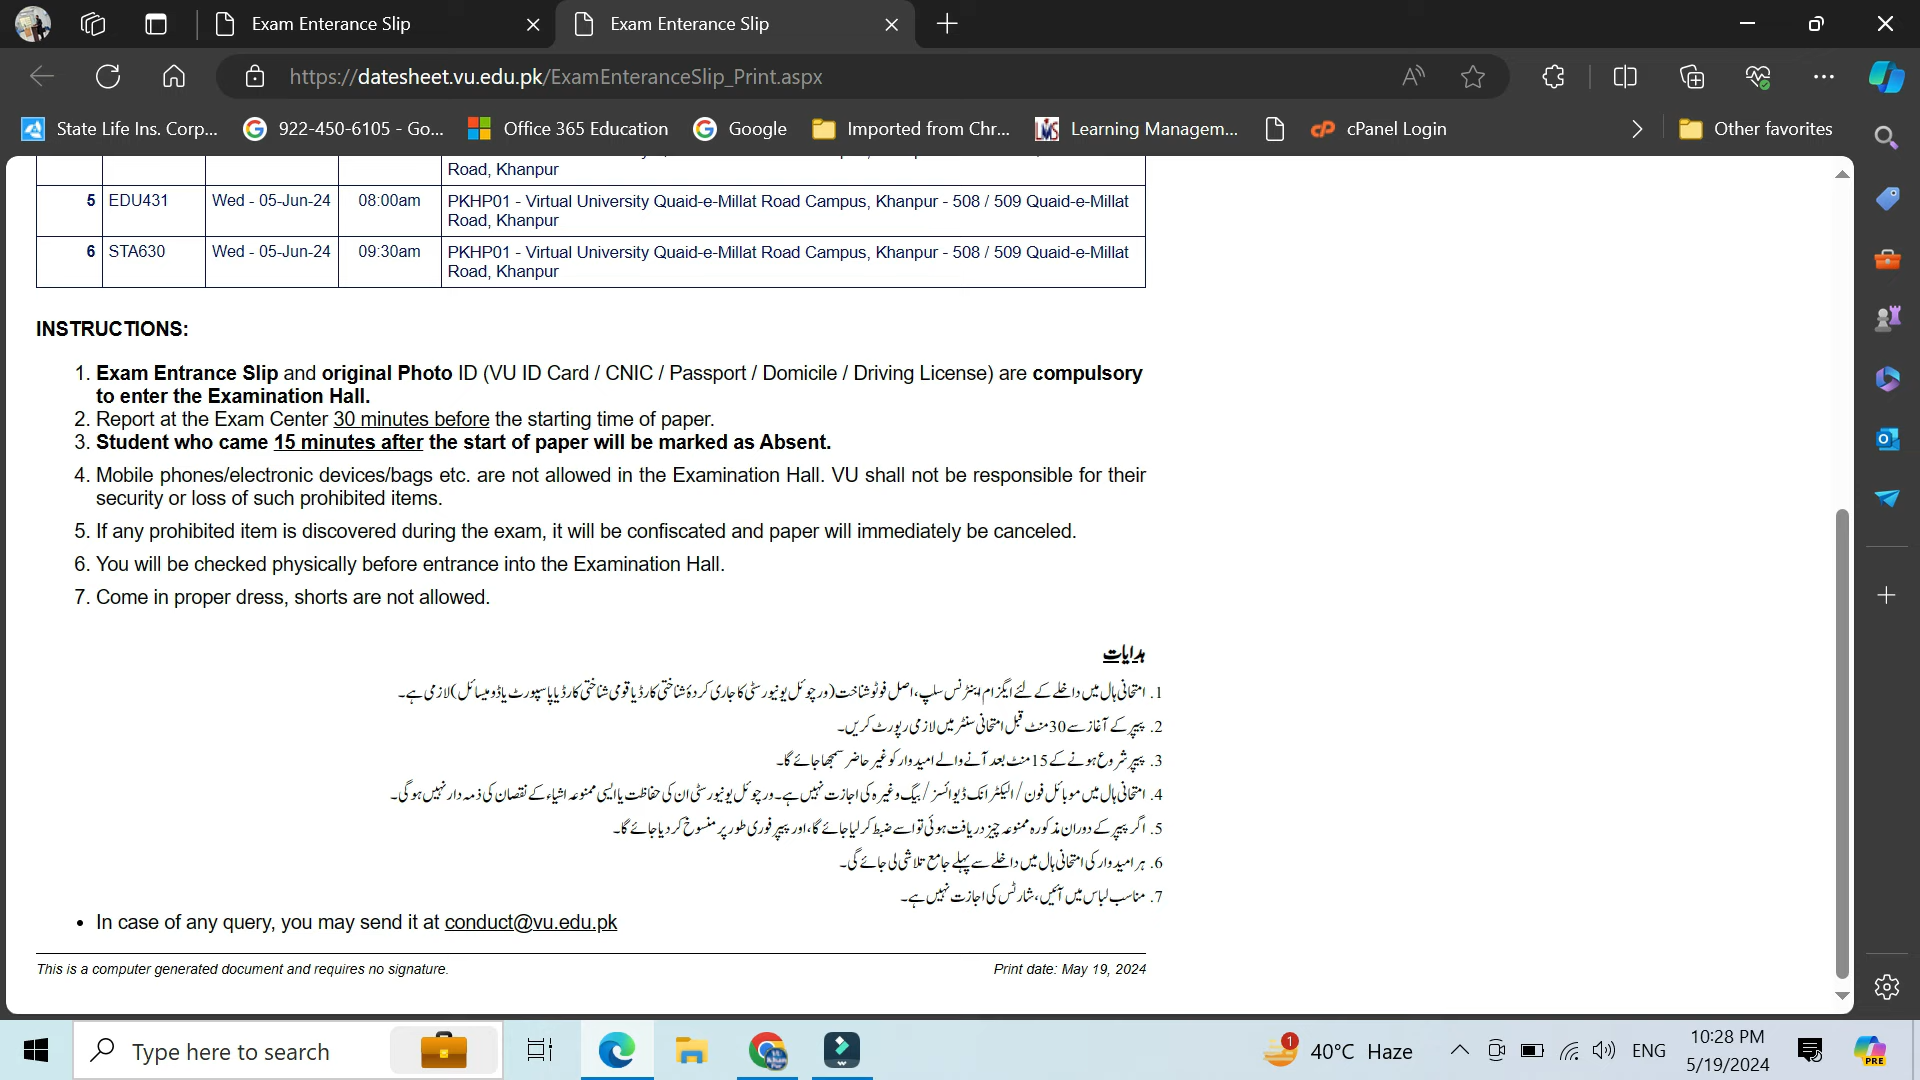 Exam Enterance Slip
Exam Enterance Slip
https://datesheet.vu.edu.pk/ExamEnteranceSlip_Print.aspx
State Life Ins. Corp...
922-450-6105 - Go...
Office 365 Education
Google
Imported from Chr...
Learning Managem...
cPanel Login
Other favorites
Road, Khanpur
5 EDU431 Wed - 05-Jun-24 08:00am PKHP01 - Virtual University Quaid-e-Millat Road Campus, Khanpur - 508 / 509 Quaid-e-Millat
Road, Khanpur
6 STA630 Wed - 05-Jun-24 09:30am PKHP01 - Virtual University Quaid-e-Millat Road Campus, Khanpur - 508 / 509 Quaid-e-Millat
Road, Khanpur
INSTRUCTIONS:
1. Exam Entrance Slip and original Photo ID (VU ID Card / CNIC / Passport / Domicile / Driving License) are compulsory
to enter the Examination Hall.
2. Report at the Exam Center 30 minutes before the starting time of paper.
3. Student who came 15 minutes after the start of paper will be marked as Absent.
4. Mobile phones/electronic devices/bags etc. are not allowed in the Examination Hall. VU shall not be responsible for their
security or loss of such prohibited items.
5. If any prohibited item is discovered during the exam, it will be confiscated and paper will immediately be canceled.
6. You will be checked physically before entrance into the Examination Hall.
7. Come in proper dress, shorts are not allowed.
ہدایات
1. امتحانی ہال میں داخلے کے لئے ایگزام اینٹرنس سلپ، اصل فوٹو شناخت (ورچوئل یونیورسٹی کا جاری کردہ شناختی کارڈ یا قومی شناختی کارڈ یا پاسپورٹ یا ڈومیسائل) لازمی ہے۔
2. پیپر کے آغاز سے 30 منٹ قبل امتحانی سنٹر میں لازمی رپورٹ کریں۔
3. پیپر شروع ہونے کے 15 منٹ بعد آنے والے امیدوار کو غیر حاضر سمجھا جائے گا۔
4. امتحانی ہال میں موبائل فون / الیکٹرانک ڈیوائسز / بیگ وغیرہ کی اجازت نہیں ہے۔ ورچوئل یونیورسٹی ان کی حفاظت یا ایسی ممنوعہ اشیاء کے نقصان کی ذمہ دار نہیں ہوگی۔
5. اگر پیپر کے دوران مذکورہ ممنوعہ چیز دریافت ہوئی تو اسے ضبط کر لیا جائے گا، اور پیپر فوری طور پر منسوخ کر دیا جائے گا۔
6. ہر امیدوار کی امتحانی ہال میں داخلے سے پہلے جامع تلاشی لی جائے گی۔
7. مناسب لباس میں آئیں، شارٹس کی اجازت نہیں ہے۔
• In case of any query, you may send it at conduct@vu.edu.pk
This is a computer generated document and requires no signature.
Print date: May 19, 2024
Type here to search
1
40°C Haze
ENG
10:28 PM
5/19/2024
PRE